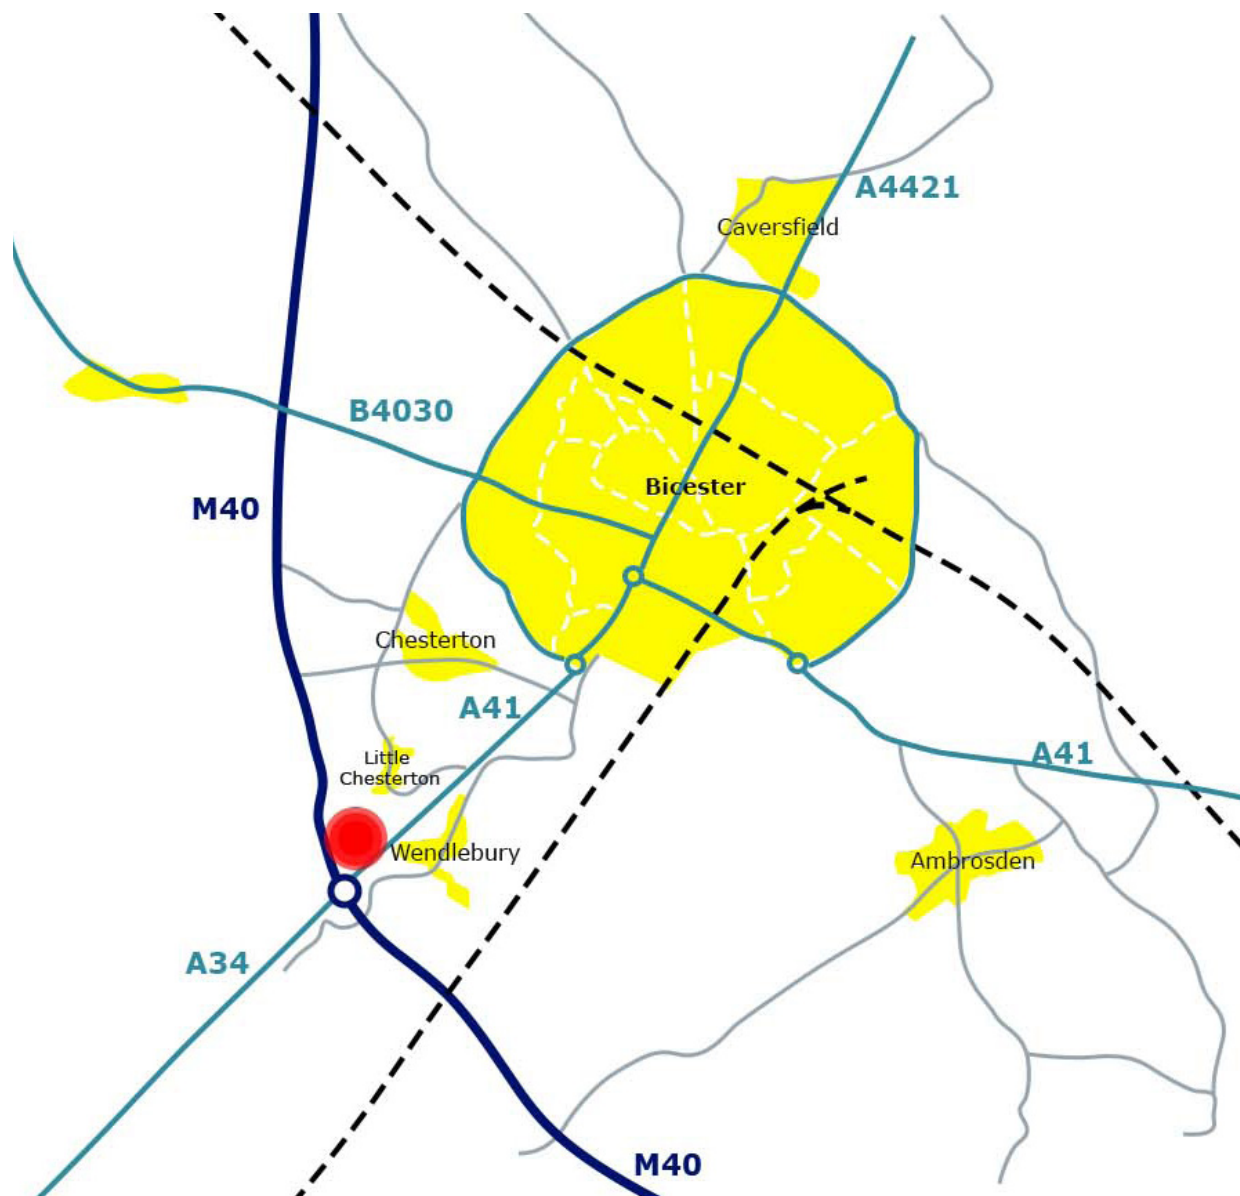 A4421
Caversfield
B4030
Bicester
M40
Chesterton
A41
A41
Little
Chesterton
Wendlebury
Ambrosden
A34
M40